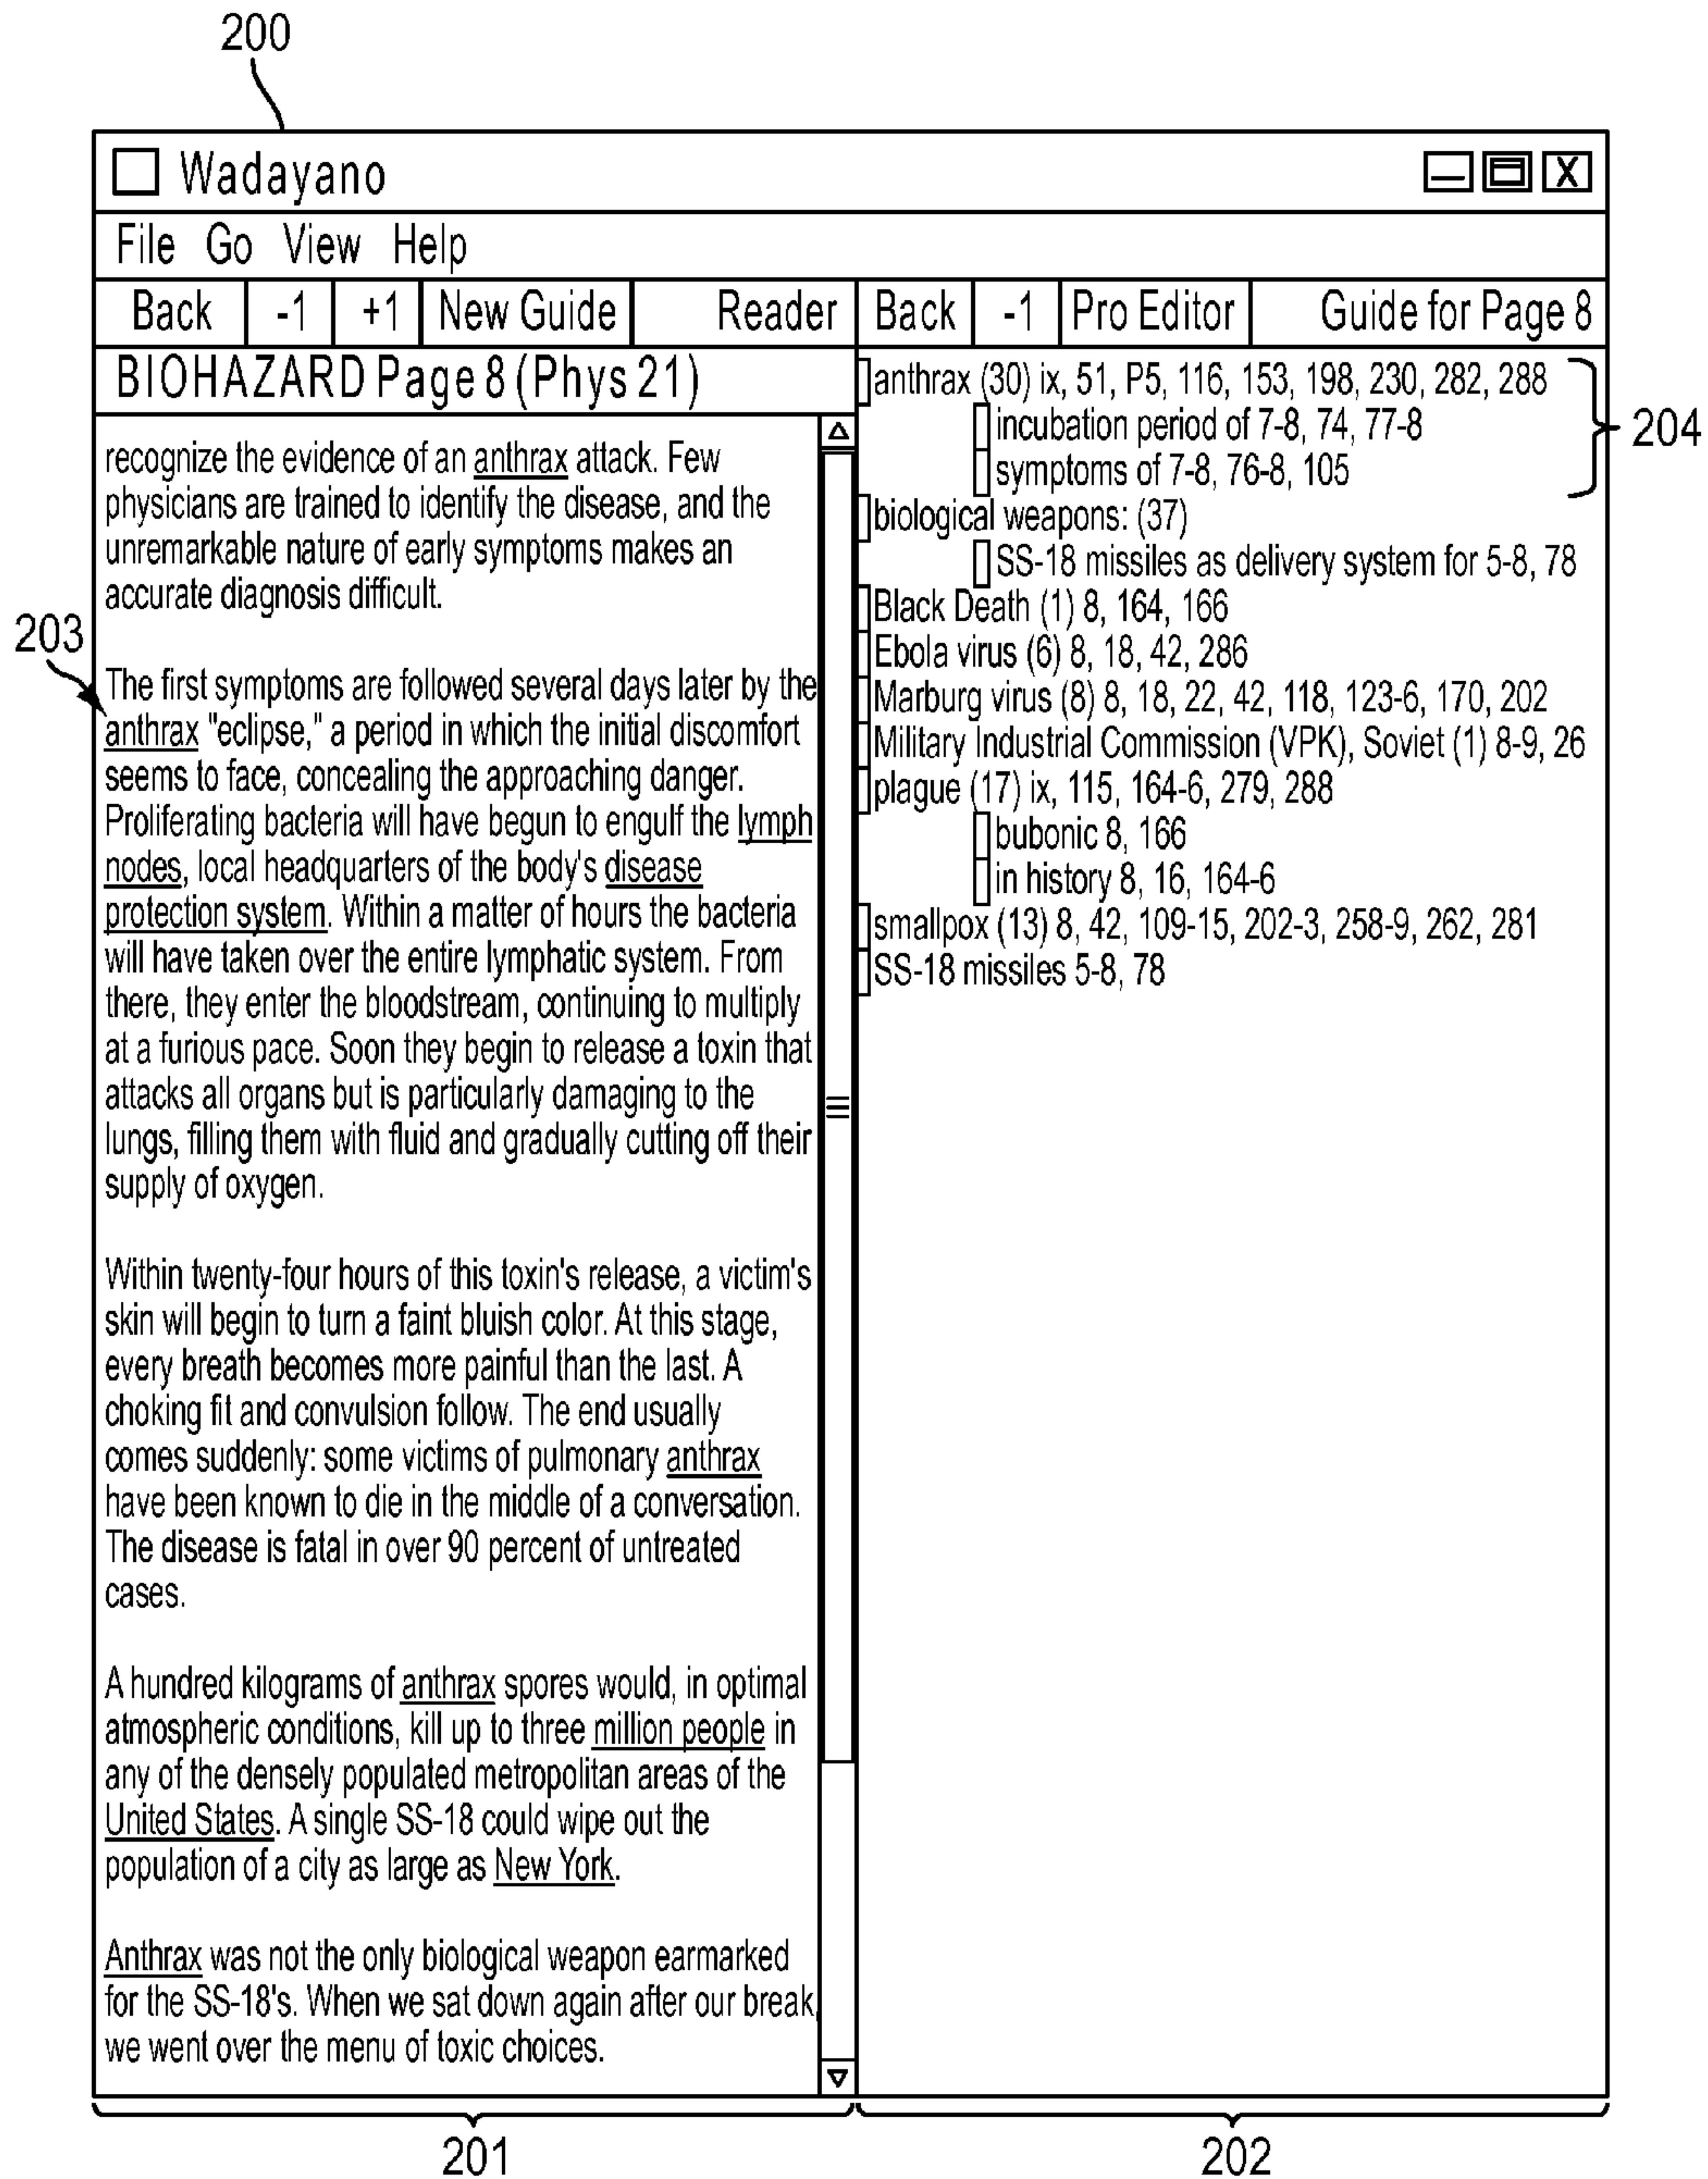 200
Wadayano
X
File Go View Help
Back -1 +1 New Guide Reader
Back -1 Pro Editor Guide for Page 8
BIOHAZARD Page 8 (Phys 21)
recognize the evidence of an anthrax attack. Few
physicians are trained to identify the disease, and the
unremarkable nature of early symptoms makes an
accurate diagnosis difficult.
203
The first symptoms are followed several days later by the
anthrax "eclipse," a period in which the initial discomfort
seems to face, concealing the approaching danger.
Proliferating bacteria will have begun to engulf the lymph
nodes, local headquarters of the body's disease
protection system. Within a matter of hours the bacteria
will have taken over the entire lymphatic system. From
there, they enter the bloodstream, continuing to multiply
at a furious pace. Soon they begin to release a toxin that
attacks all organs but is particularly damaging to the
lungs, filling them with fluid and gradually cutting off their
supply of oxygen.
Within twenty-four hours of this toxin's release, a victim's
skin will begin to turn a faint bluish color. At this stage,
every breath becomes more painful than the last. A
choking fit and convulsion follow. The end usually
comes suddenly: some victims of pulmonary anthrax
have been known to die in the middle of a conversation.
The disease is fatal in over 90 percent of untreated
cases.
A hundred kilograms of anthrax spores would, in optimal
atmospheric conditions, kill up to three million people in
any of the densely populated metropolitan areas of the
United States. A single SS-18 could wipe out the
population of a city as large as New York.
Anthrax was not the only biological weapon earmarked
for the SS-18's. When we sat down again after our break,
we went over the menu of toxic choices.
anthrax (30) ix, 51, P5, 116, 153, 198, 230, 282, 288
incubation period of 7-8, 74, 77-8
symptoms of 7-8, 76-8, 105
204
biological weapons: (37)
SS-18 missiles as delivery system for 5-8, 78
Black Death (1) 8, 164, 166
Ebola virus (6) 8, 18, 42, 286
Marburg virus (8) 8, 18, 22, 42, 118, 123-6, 170, 202
Military Industrial Commission (VPK), Soviet (1) 8-9, 26
plague (17) ix, 115, 164-6, 279, 288
bubonic 8, 166
in history 8, 16, 164-6
smallpox (13) 8, 42, 109-15, 202-3, 258-9, 262, 281
SS-18 missiles 5-8, 78
201
202